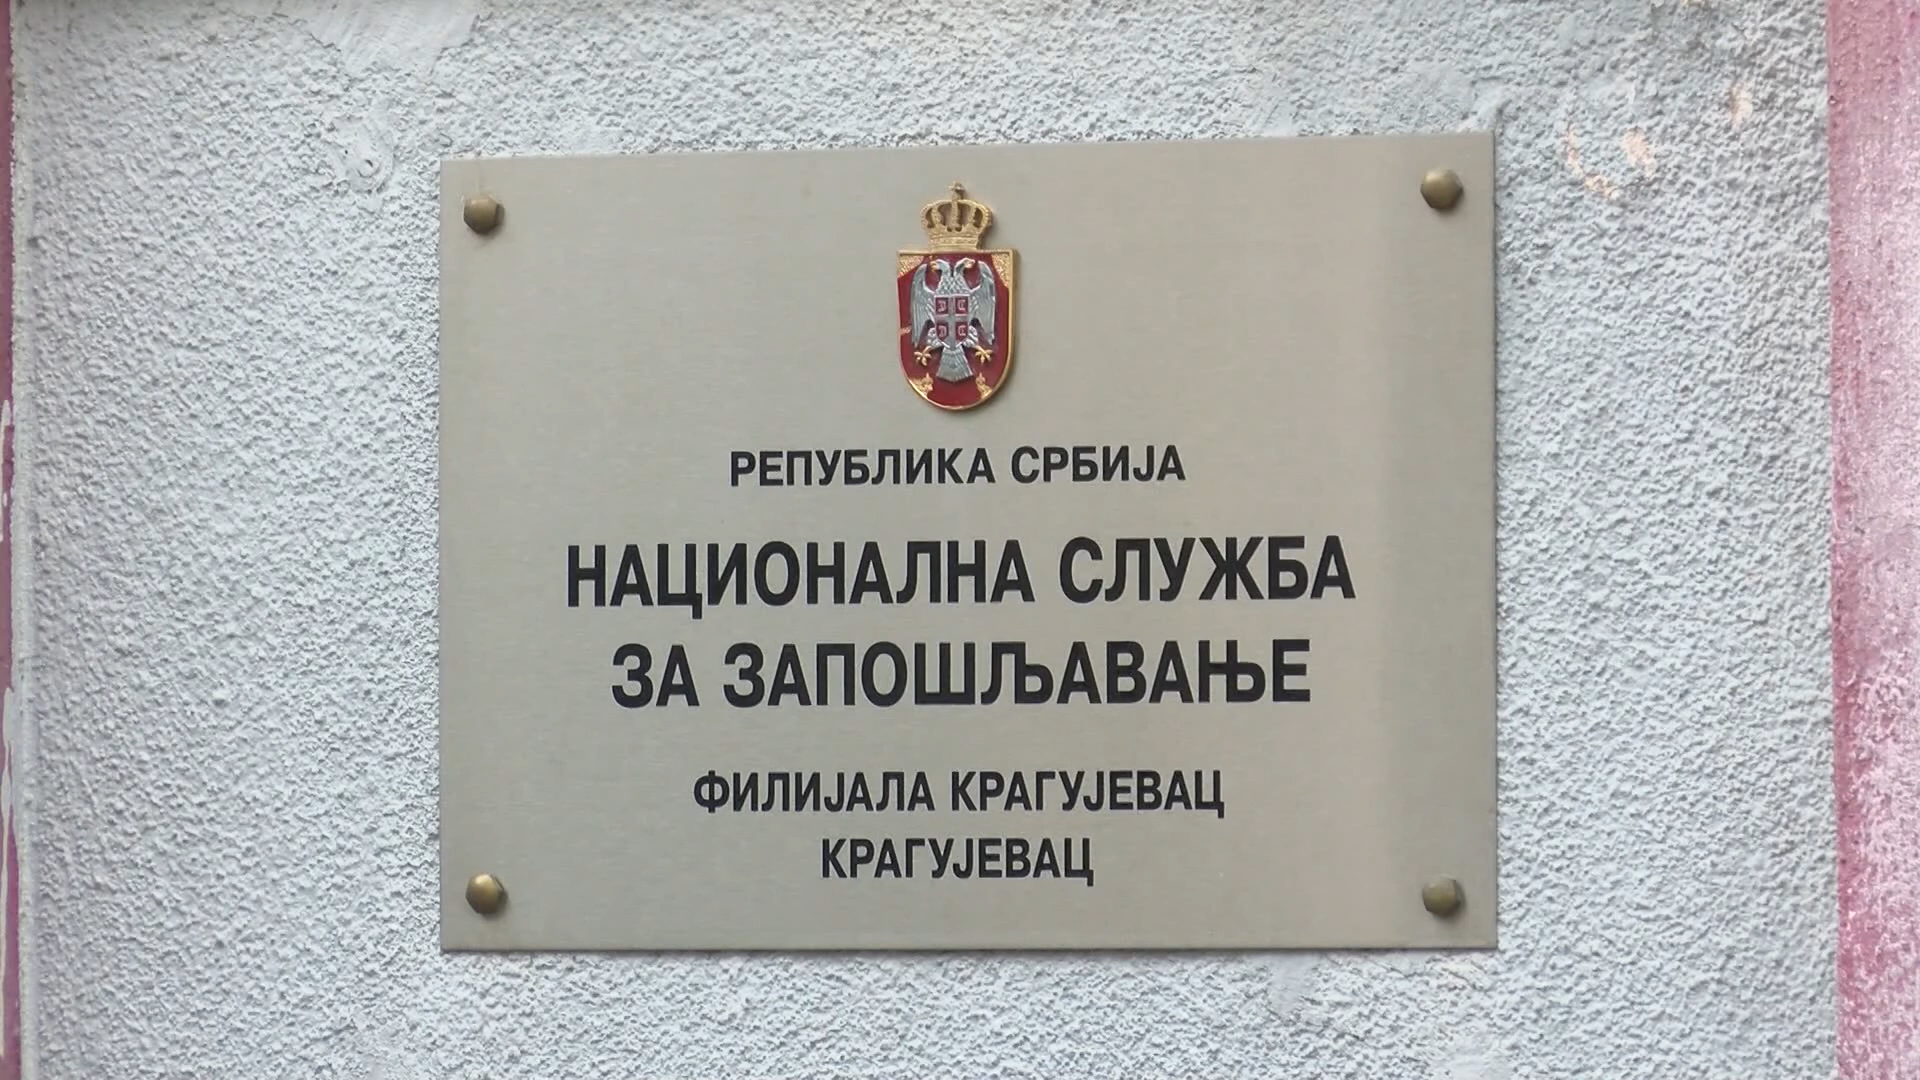 РЕПУБЛИКА СРБИЈА
НАЦИОНАЛНА СЛУЖБА
ЗА ЗАПОШЉАВАЊЕ
ФИЛИЈАЛА КРАГУЈЕВАЦ
КРАГУЈЕВАЦ